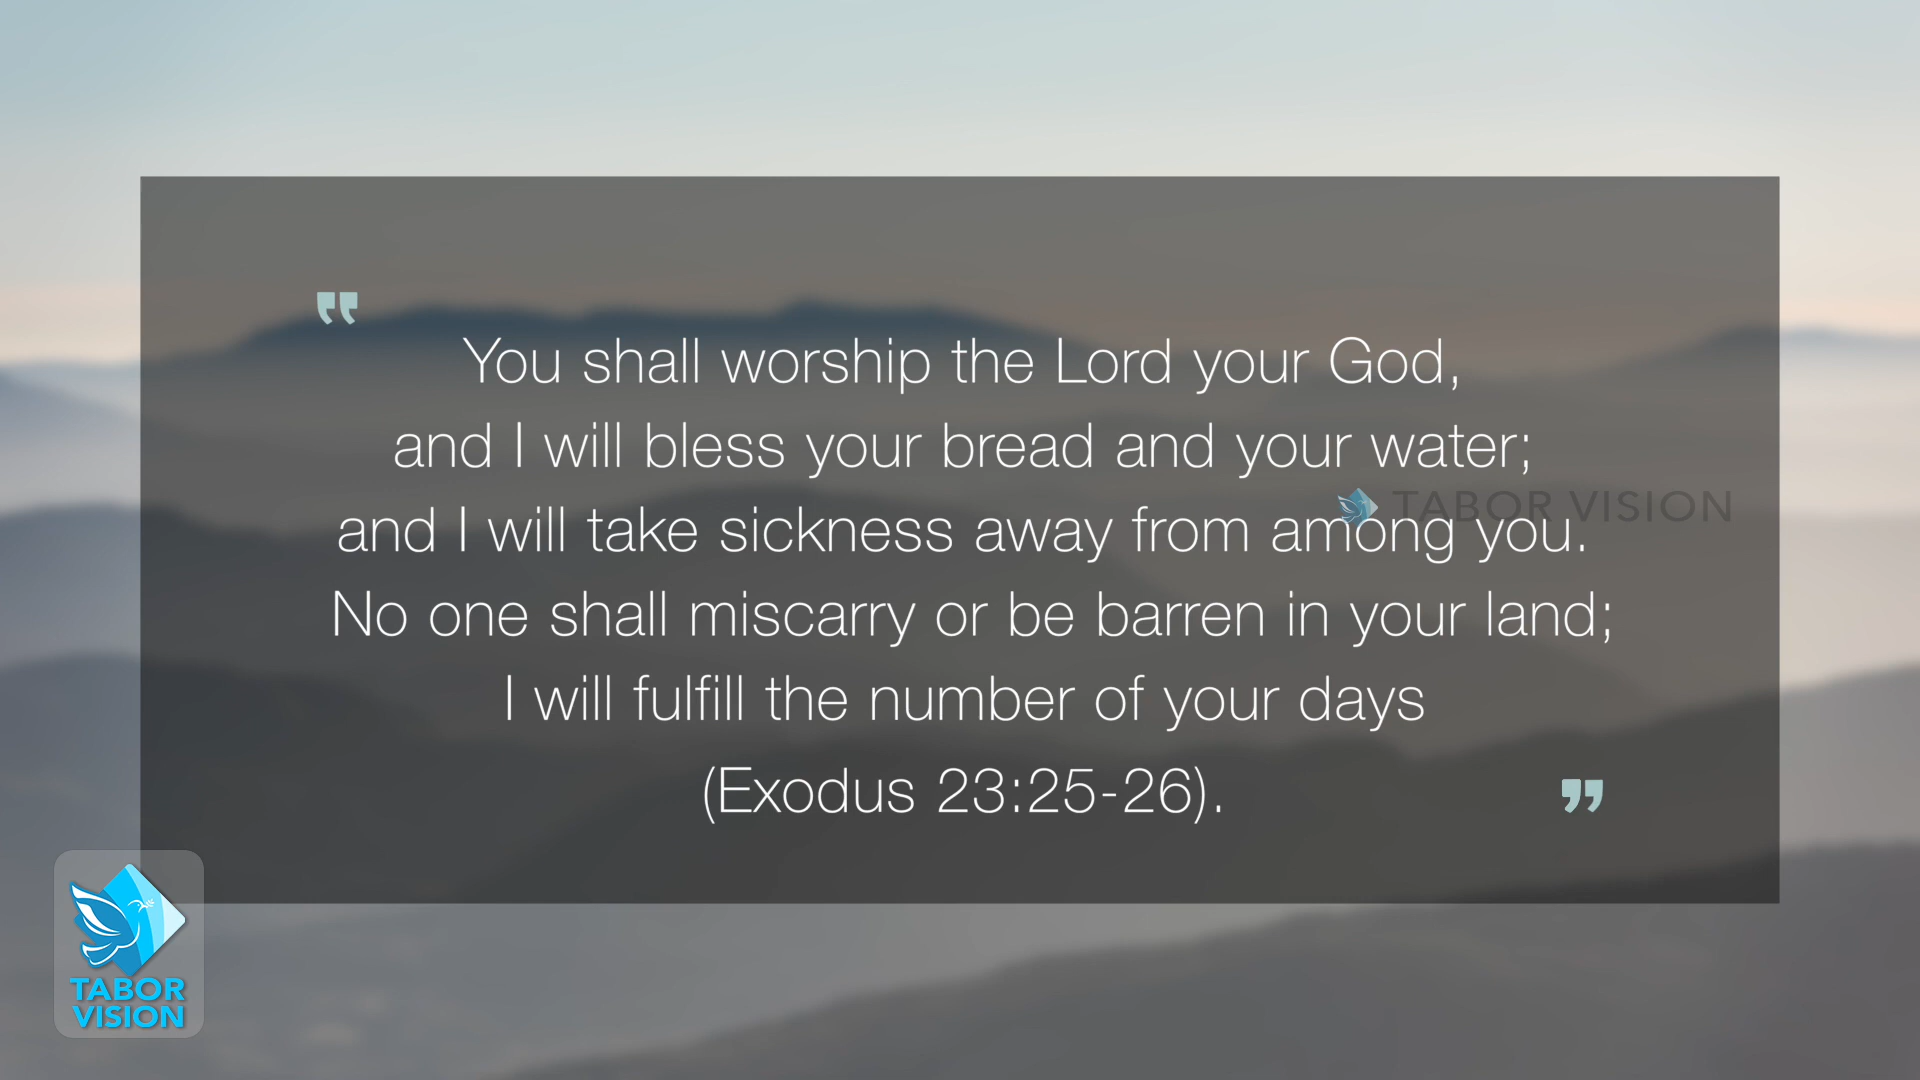 You shall worship the Lord your God,
and I will bless your bread and your water;
TABOR VISION
and I will take sickness away from among you.
No one shall miscarry or be barren in your land;
I will fulfill the number of your days
(Exodus 23:25-26).
TABOR
VISION